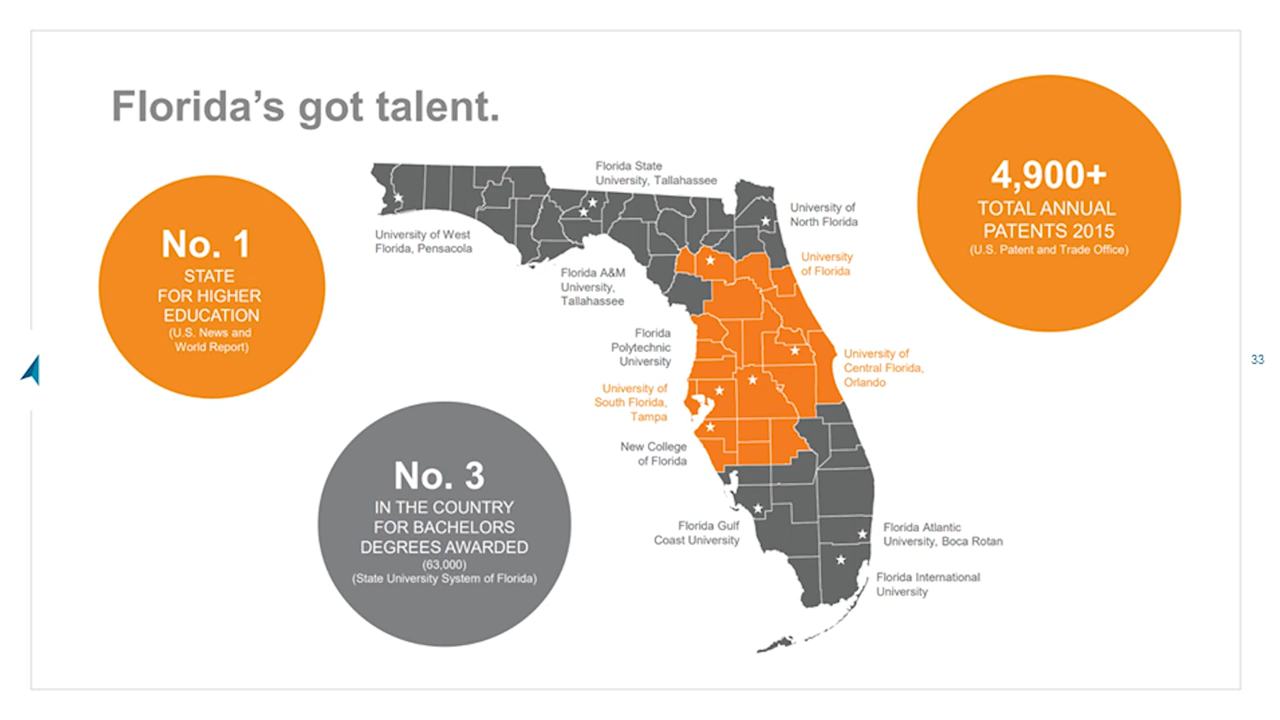 Florida's got talent.
No. 1
STATE
FOR HIGHER
EDUCATION
(U.S. News and
World Report)
No. 3
IN THE COUNTRY
FOR BACHELORS
DEGREES AWARDED
(63,000)
(State University System of Florida)
Florida State
University, Tallahassee
University of West
Florida, Pensacola
Florida A&M
University,
Tallahassee
Florida
Polytechnic
University
University of
South Florida,
Tampa
New College
of Florida
Florida Gulf
Coast University
University of
North Florida
University
of Florida
University of
Central Florida,
Orlando
Florida Atlantic
University, Boca Rotan
Florida International
University
4,900+
TOTAL ANNUAL
PATENTS 2015
(U.S. Patent and Trade Office)
33